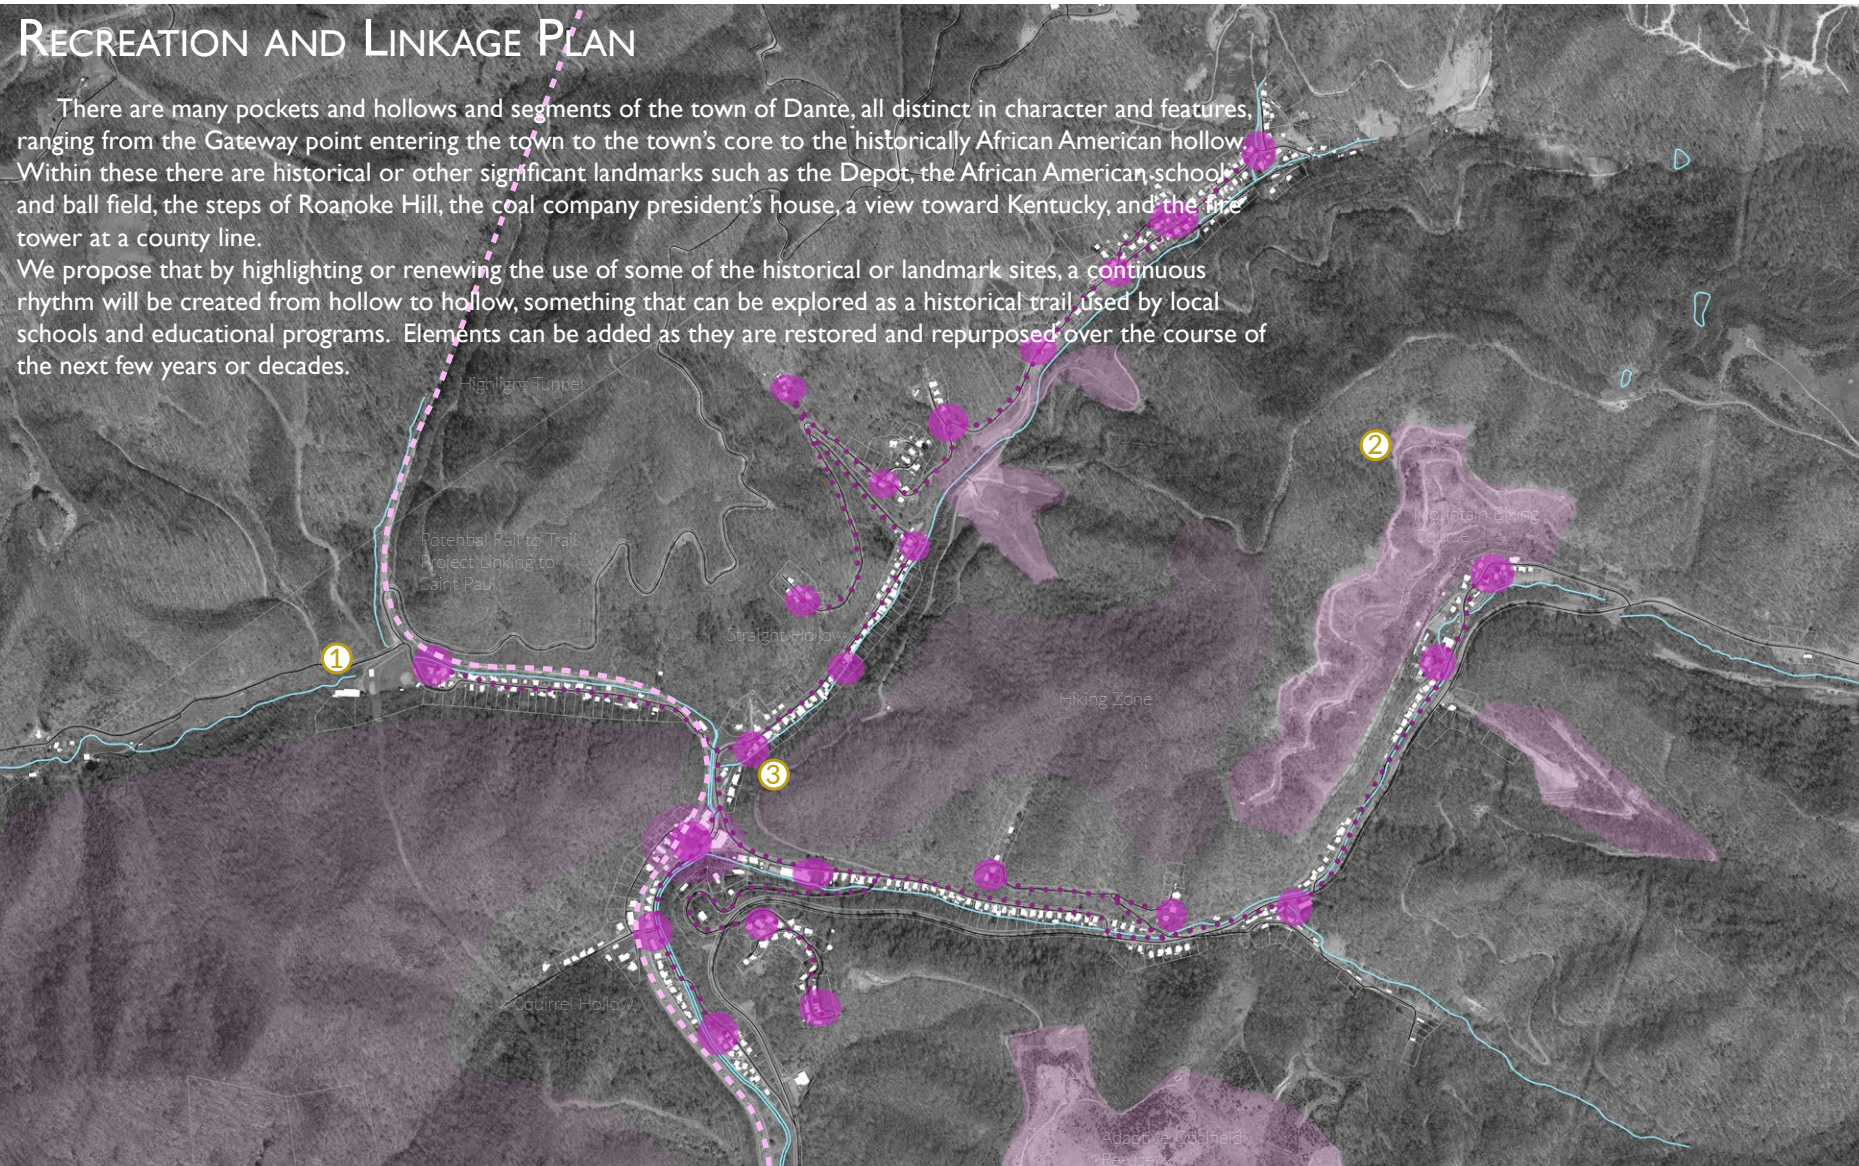 RECREATION AND LINKAGE PLAN
There are many pockets and hollows and segments of the town of Dante, all distinct in character and features,
ranging from the Gateway point entering the town to the town's core to the historically African American hollow.
Within these there are historical or other significant landmarks such as the Depot, the African American school
and ball field, the steps of Roanoke Hill, the coal company president's house, a view toward Kentucky, and the fire
tower at a county line.
We propose that by highlighting or renewing the use of some of the historical or landmark sites, a continuous
rhythm will be created from hollow to hollow, something that can be explored as a historical trail used by local
schools and educational programs. Elements can be added as they are restored and repurposed over the course of
the next few years or decades.
Highlight Tunnel
2
Mountain Biking
Course
Potential Rail to Trail
Project Linking to
Saint Paul
Straight Hollow
1
Hiking Zone
3
Squirrel Hollow
Adaptive Coalfield
Reuse